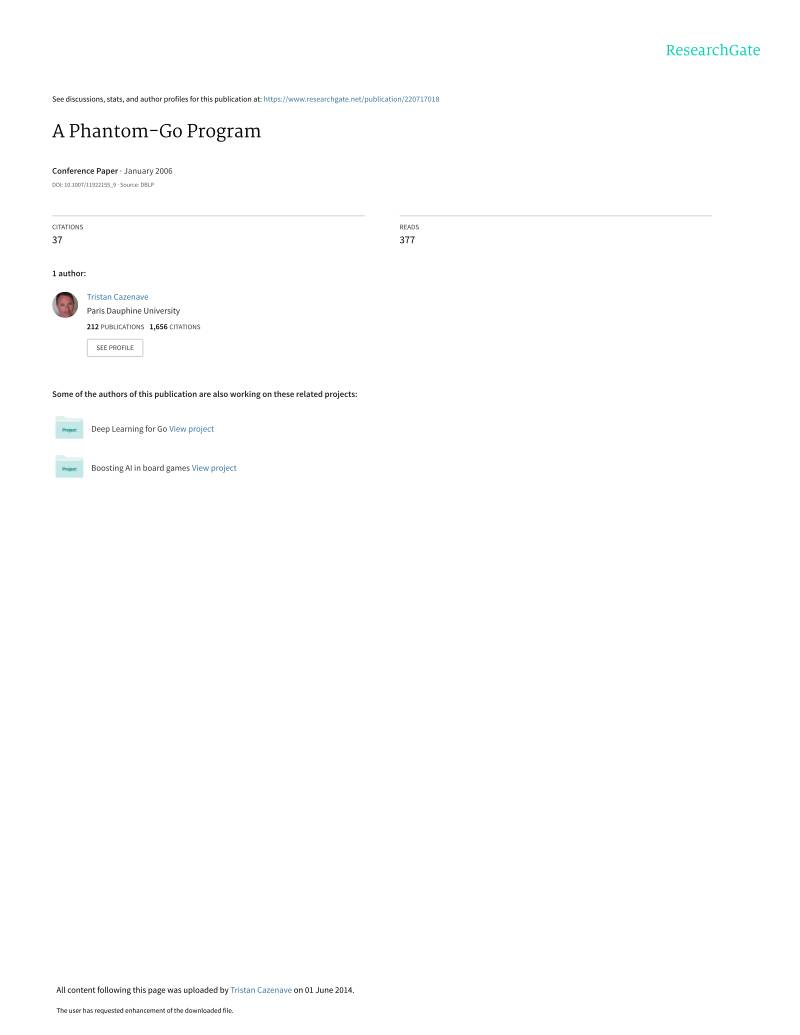 ResearchGate
See discussions, stats, and author profiles for this publication at: https://www.researchgate.net/publication/220717018
A Phantom-Go Program
Conference Paper · January 2006
DOI: 10.1007/11922155_9 · Source: DBLP
CITATIONS
37
READS
377
1 author:
Tristan Cazenave
Paris Dauphine University
212 PUBLICATIONS 1,656 CITATIONS
SEE PROFILE
Some of the authors of this publication are also working on these related projects:
Project
Deep Learning for Go View project
Project
Boosting AI in board games View project
All content following this page was uploaded by Tristan Cazenave on 01 June 2014.
The user has requested enhancement of the downloaded file.